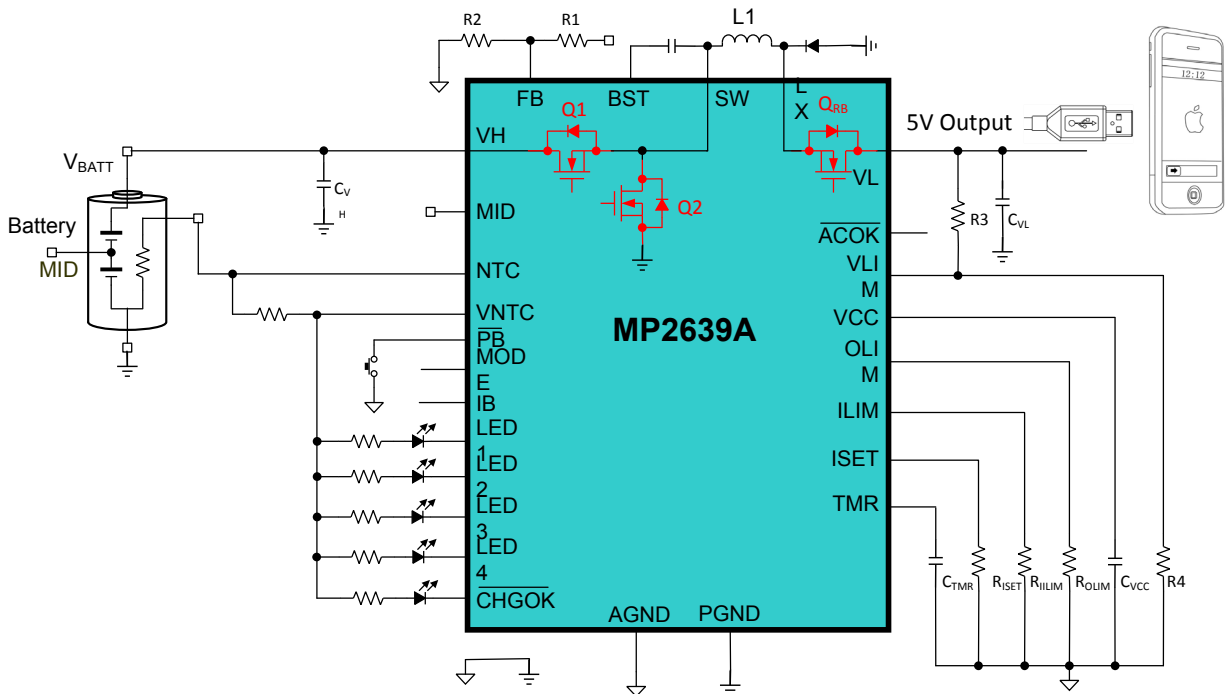 R2
R1
L1
12:12
FB
BST
SW
L
X
Q1
QRB
5V Output
VH
VL
VBATT
CV
H
MID
Q2
R3
CVL
Battery
MID
ACOK
NTC
VLI
M
VNTC
MP2639A
VCC
PB
MOD
E
OLI
M
IB
ILIM
LED
1
LED
2
LED
3
LED
4
ISET
TMR
CHGOK
CTMR
RISET
RIILIM
ROLIM
CVCC
R4
AGND
PGND